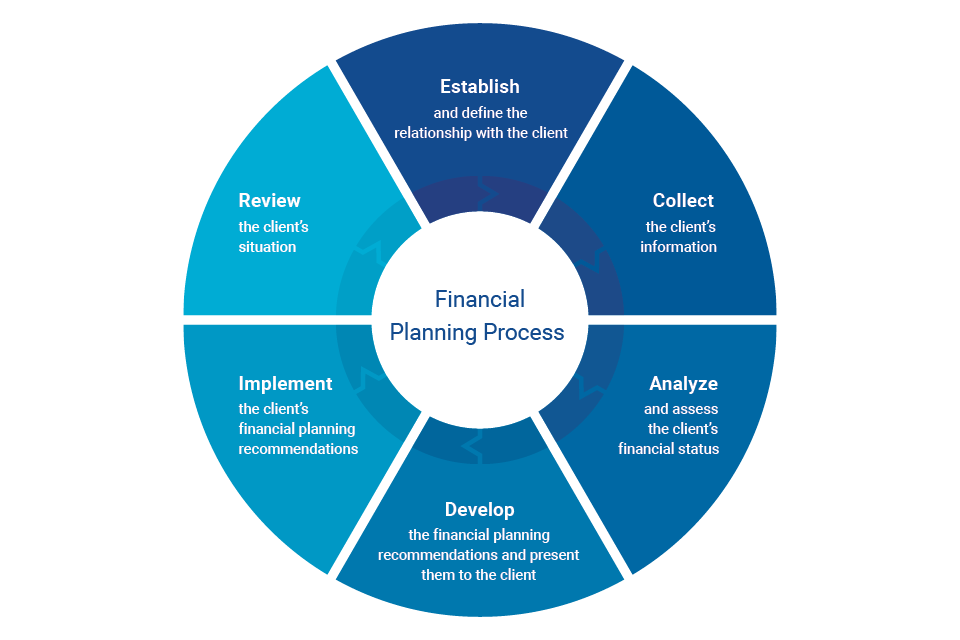 Establish
and define the
relationship with the client
Collect
the client's
information
Analyze
and assess
the client's
financial status
Develop
the financial planning
recommendations and present
them to the client
Implement
the client's
financial planning
recommendations
Review
the client's
situation
Financial
Planning Process